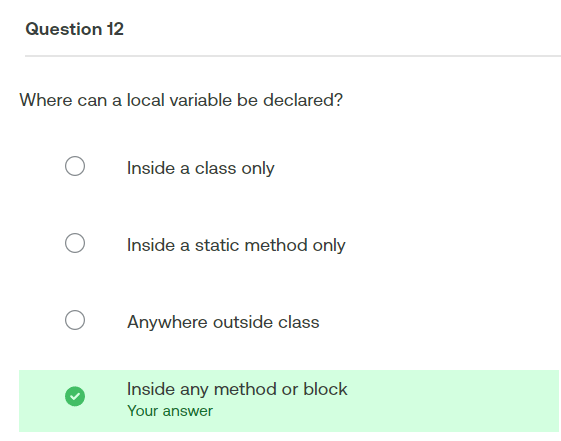 Question 12
Where can a local variable be declared?
Inside a class only
Inside a static method only
Anywhere outside class
Inside any method or block
Your answer